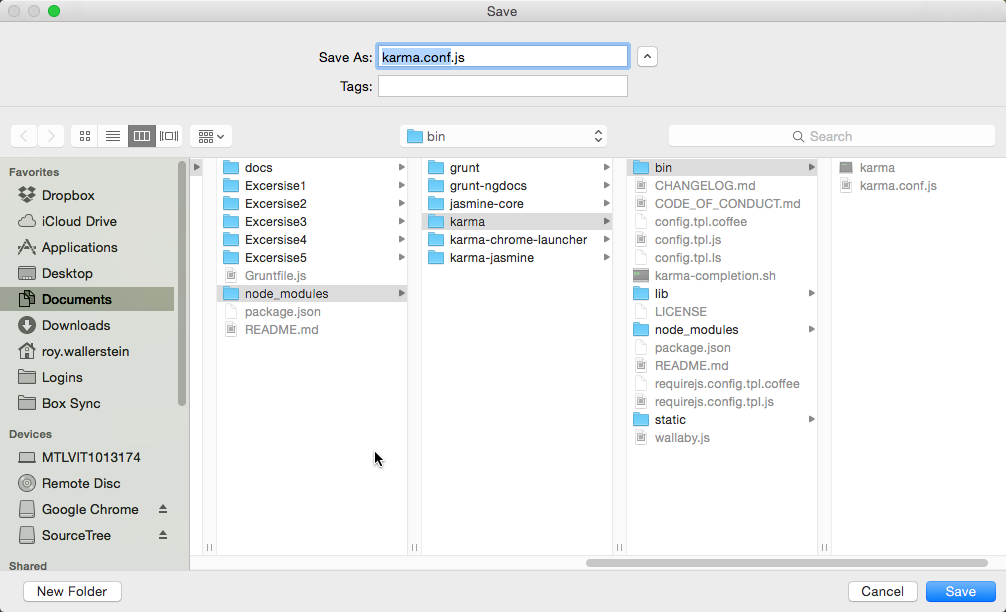 Save
Save As: karma.conf.js
Tags:
bin
Search
Favorites
Dropbox
iCloud Drive
Applications
Desktop
Documents
Downloads
roy.wallerstein
Logins
Box Sync
Devices
MTLVIT1013174
Remote Disc
Google Chrome
SourceTree
Shared
docs
Excersise1
Excersise2
Excersise3
Excersise4
Excersise5
Gruntfile.js
node_modules
package.json
README.md
grunt
grunt-ngdocs
jasmine-core
karma
karma-chrome-launcher
karma-jasmine
bin
CHANGELOG.md
CODE_OF_CONDUCT.md
config.tpl.coffee
config.tpl.js
config.tpl.ls
karma-completion.sh
lib
LICENSE
node_modules
package.json
README.md
requirejs.config.tpl.coffee
requirejs.config.tpl.js
static
wallaby.js
karma
karma.conf.js
New Folder
Cancel
Save